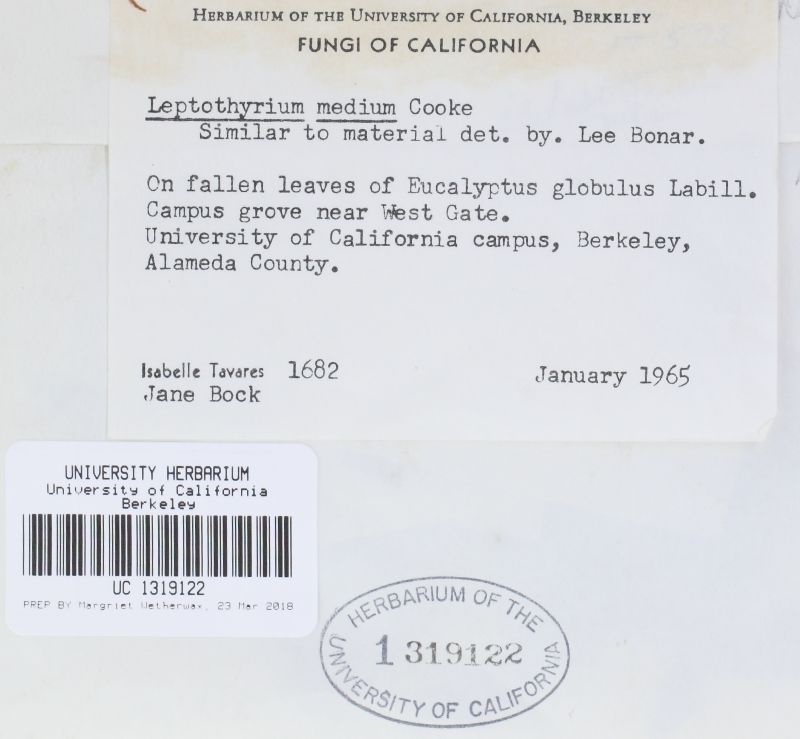 HERBARIUM OF THE UNIVERSITY OF CALIFORNIA, BERKELEY
FUNGI OF CALIFORNIA
Leptothyrium medium Cooke
Similar to material det. by. Lee Bonar.
On fallen leaves of Eucalyptus globulus Labill.
Campus grove near West Gate.
University of California campus, Berkeley,
Alameda County.
Isabelle Tavares 1682 January 1965
Jane Bock
UNIVERSITY HERBARIUM
University of California
Berkeley
UC 1319122
PREP BY Margriet Wetherwax, 23 Mar 2018
HERBARIUM OF THE
1319122
UNIVERSITY OF CALIFORNIA